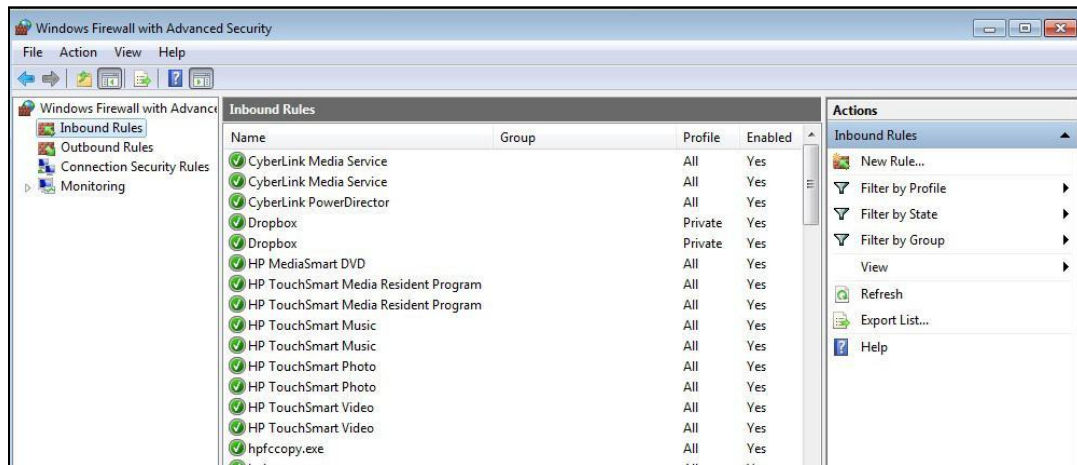 Windows Firewall with Advanced Security
File Action View Help
Windows Firewall with Advance
Inbound Rules
Outbound Rules
Connection Security Rules
Monitoring
Inbound Rules
Name Group Profile Enabled
CyberLink Media Service All Yes
CyberLink Media Service All Yes
CyberLink PowerDirector All Yes
Dropbox Private Yes
Dropbox Private Yes
HP MediaSmart DVD All Yes
HP TouchSmart Media Resident Program All Yes
HP TouchSmart Media Resident Program All Yes
HP TouchSmart Music All Yes
HP TouchSmart Music All Yes
HP TouchSmart Photo All Yes
HP TouchSmart Photo All Yes
HP TouchSmart Video All Yes
HP TouchSmart Video All Yes
hpfccopy.exe All Yes
Actions
Inbound Rules
New Rule...
Filter by Profile
Filter by State
Filter by Group
View
Refresh
Export List...
Help